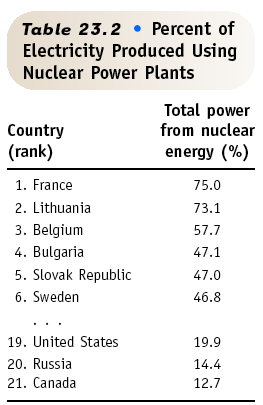 Table 23.2 • Percent of
Electricity Produced Using
Nuclear Power Plants
Total power
Country from nuclear
(rank) energy (%)
1. France 75.0
2. Lithuania 73.1
3. Belgium 57.7
4. Bulgaria 47.1
5. Slovak Republic 47.0
6. Sweden 46.8
. . .
19. United States 19.9
20. Russia 14.4
21. Canada 12.7